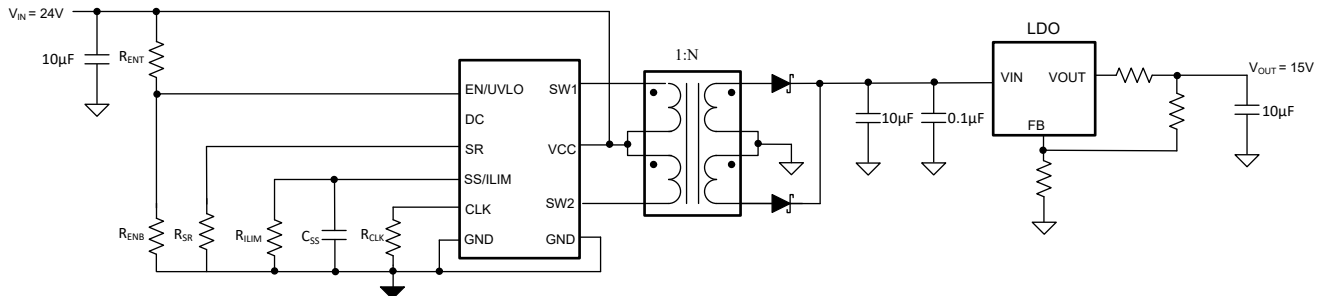 V_IN = 24V
10µF
R_ENT
R_ENB
R_SR
R_ILIM
C_SS
R_CLK
EN/UVLO
DC
SR
SS/ILIM
CLK
GND
SW1
VCC
SW2
GND
1:N
10µF
0.1µF
LDO
VIN
VOUT
FB
V_OUT = 15V
10µF